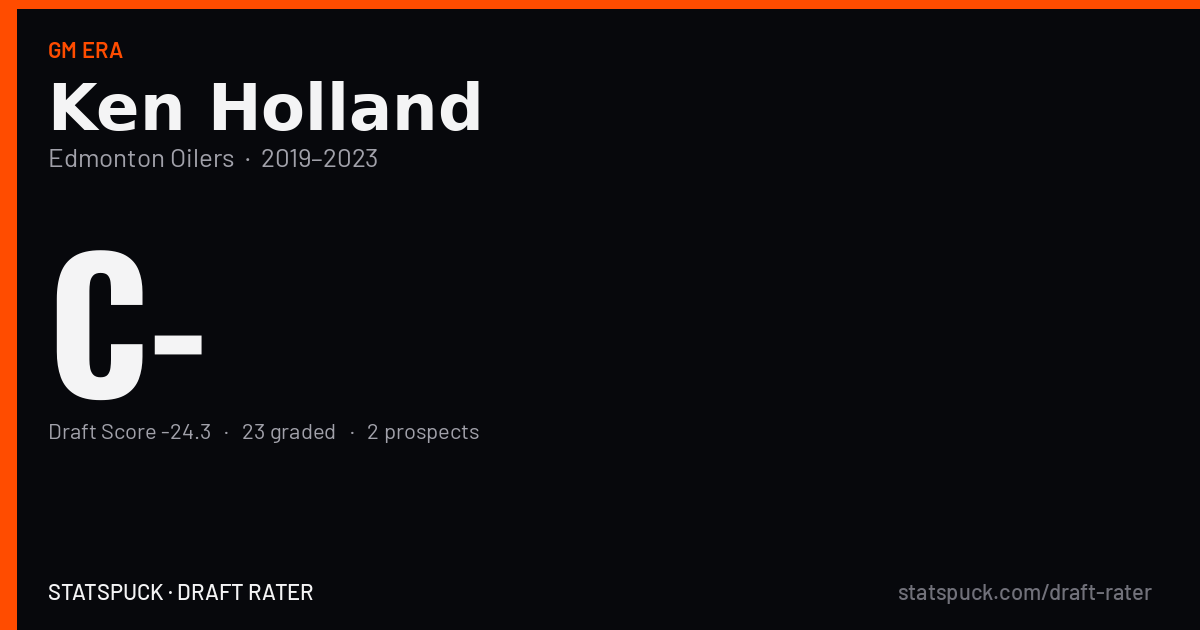 GM ERA
Ken Holland
Edmonton Oilers · 2019–2023
C-
Draft Score -24.3 · 23 graded · 2 prospects
STATSPUCK · DRAFT RATER
statspuck.com/draft-rater